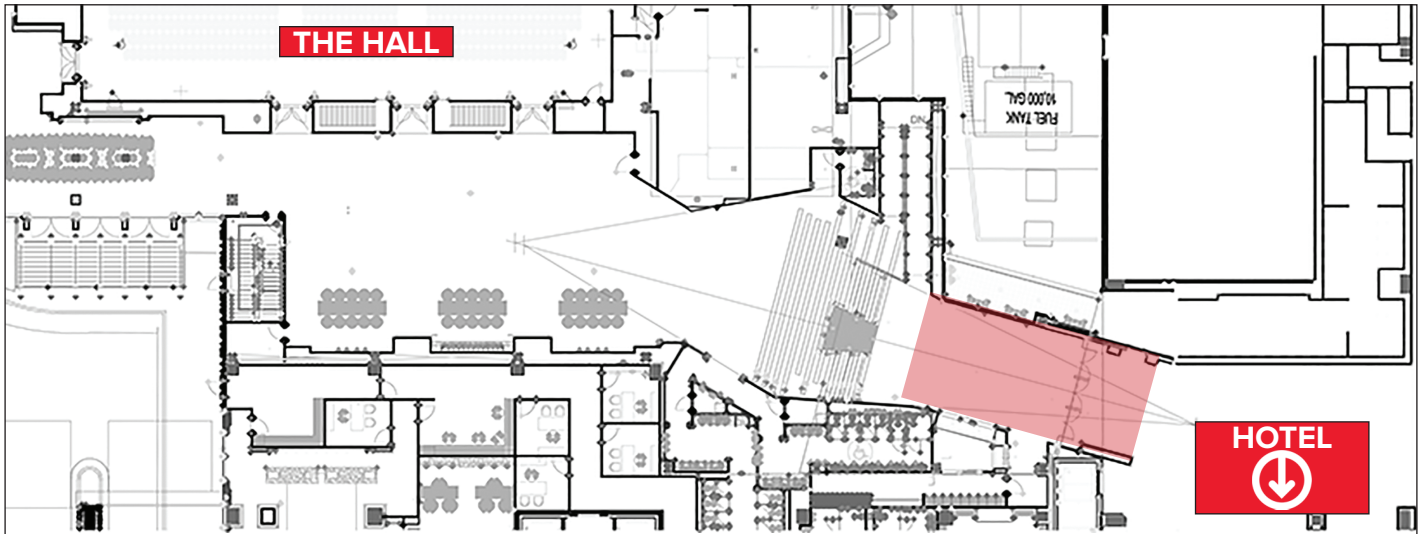 THE HALL
10,000 GAL
FUEL TANK
DN
HOTEL